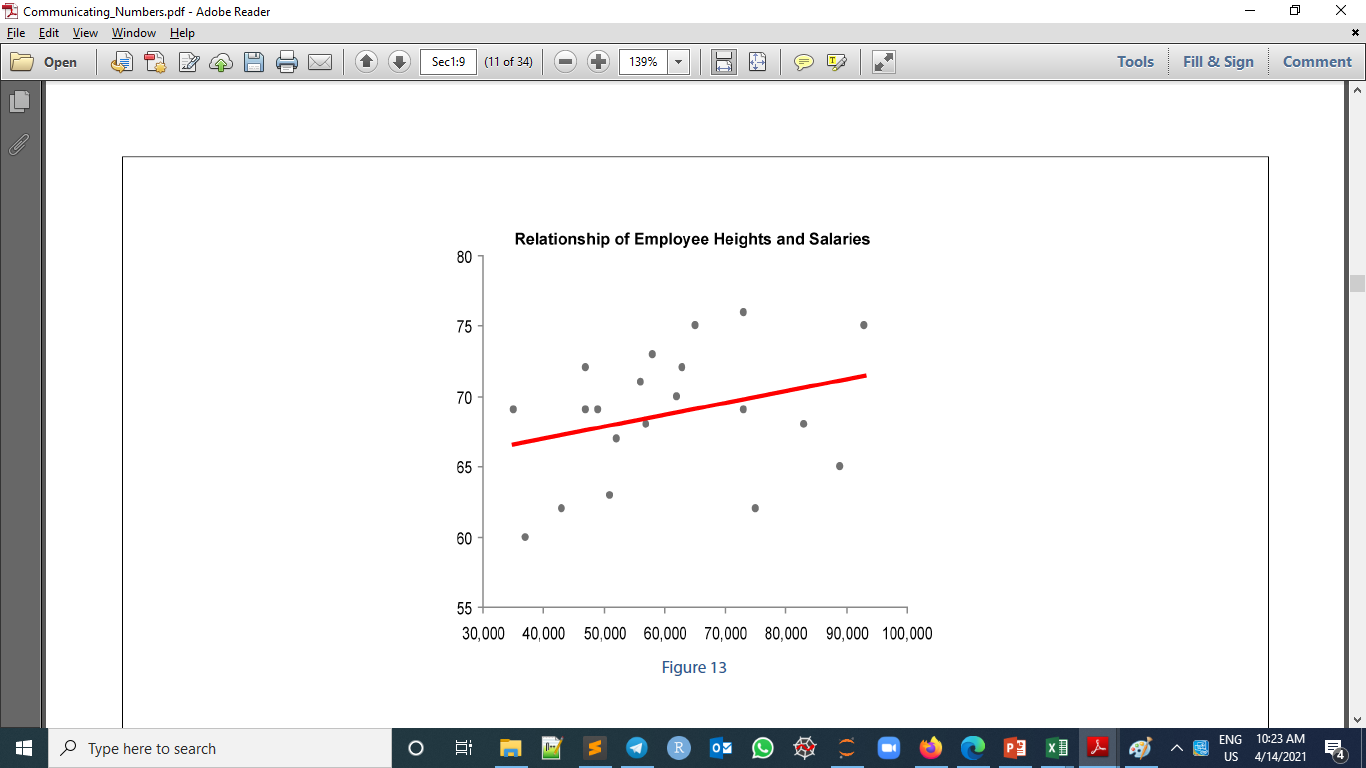 Communicating_Numbers.pdf - Adobe Reader
File Edit View Window Help
Open Sec1:9 (11 of 34) 139% Tools Fill & Sign Comment
Relationship of Employee Heights and Salaries
80
75
70
65
60
55
30,000 40,000 50,000 60,000 70,000 80,000 90,000 100,000
Figure 13
Type here to search
ENG 10:23 AM
US 4/14/2021
4